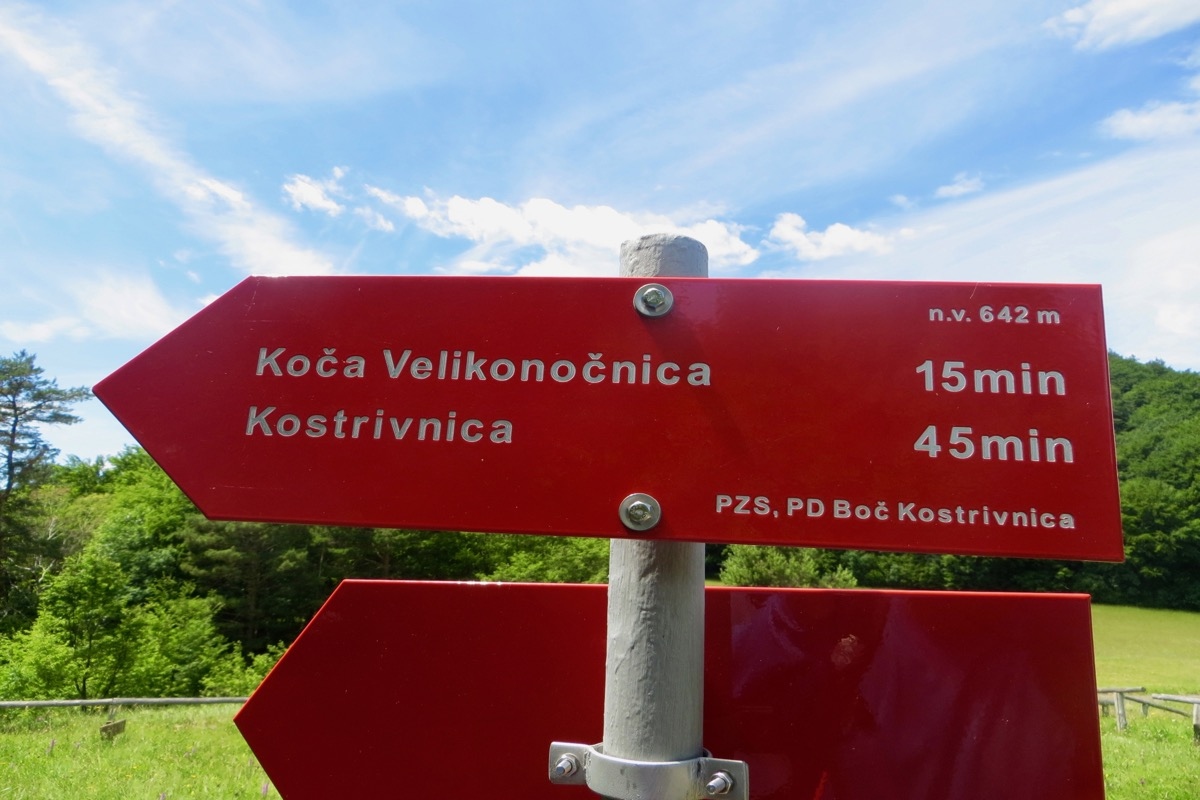 n.v. 642 m
Koča Velikonočnica 15min
Kostrivnica 45min
PZS, PD Boč Kostrivnica